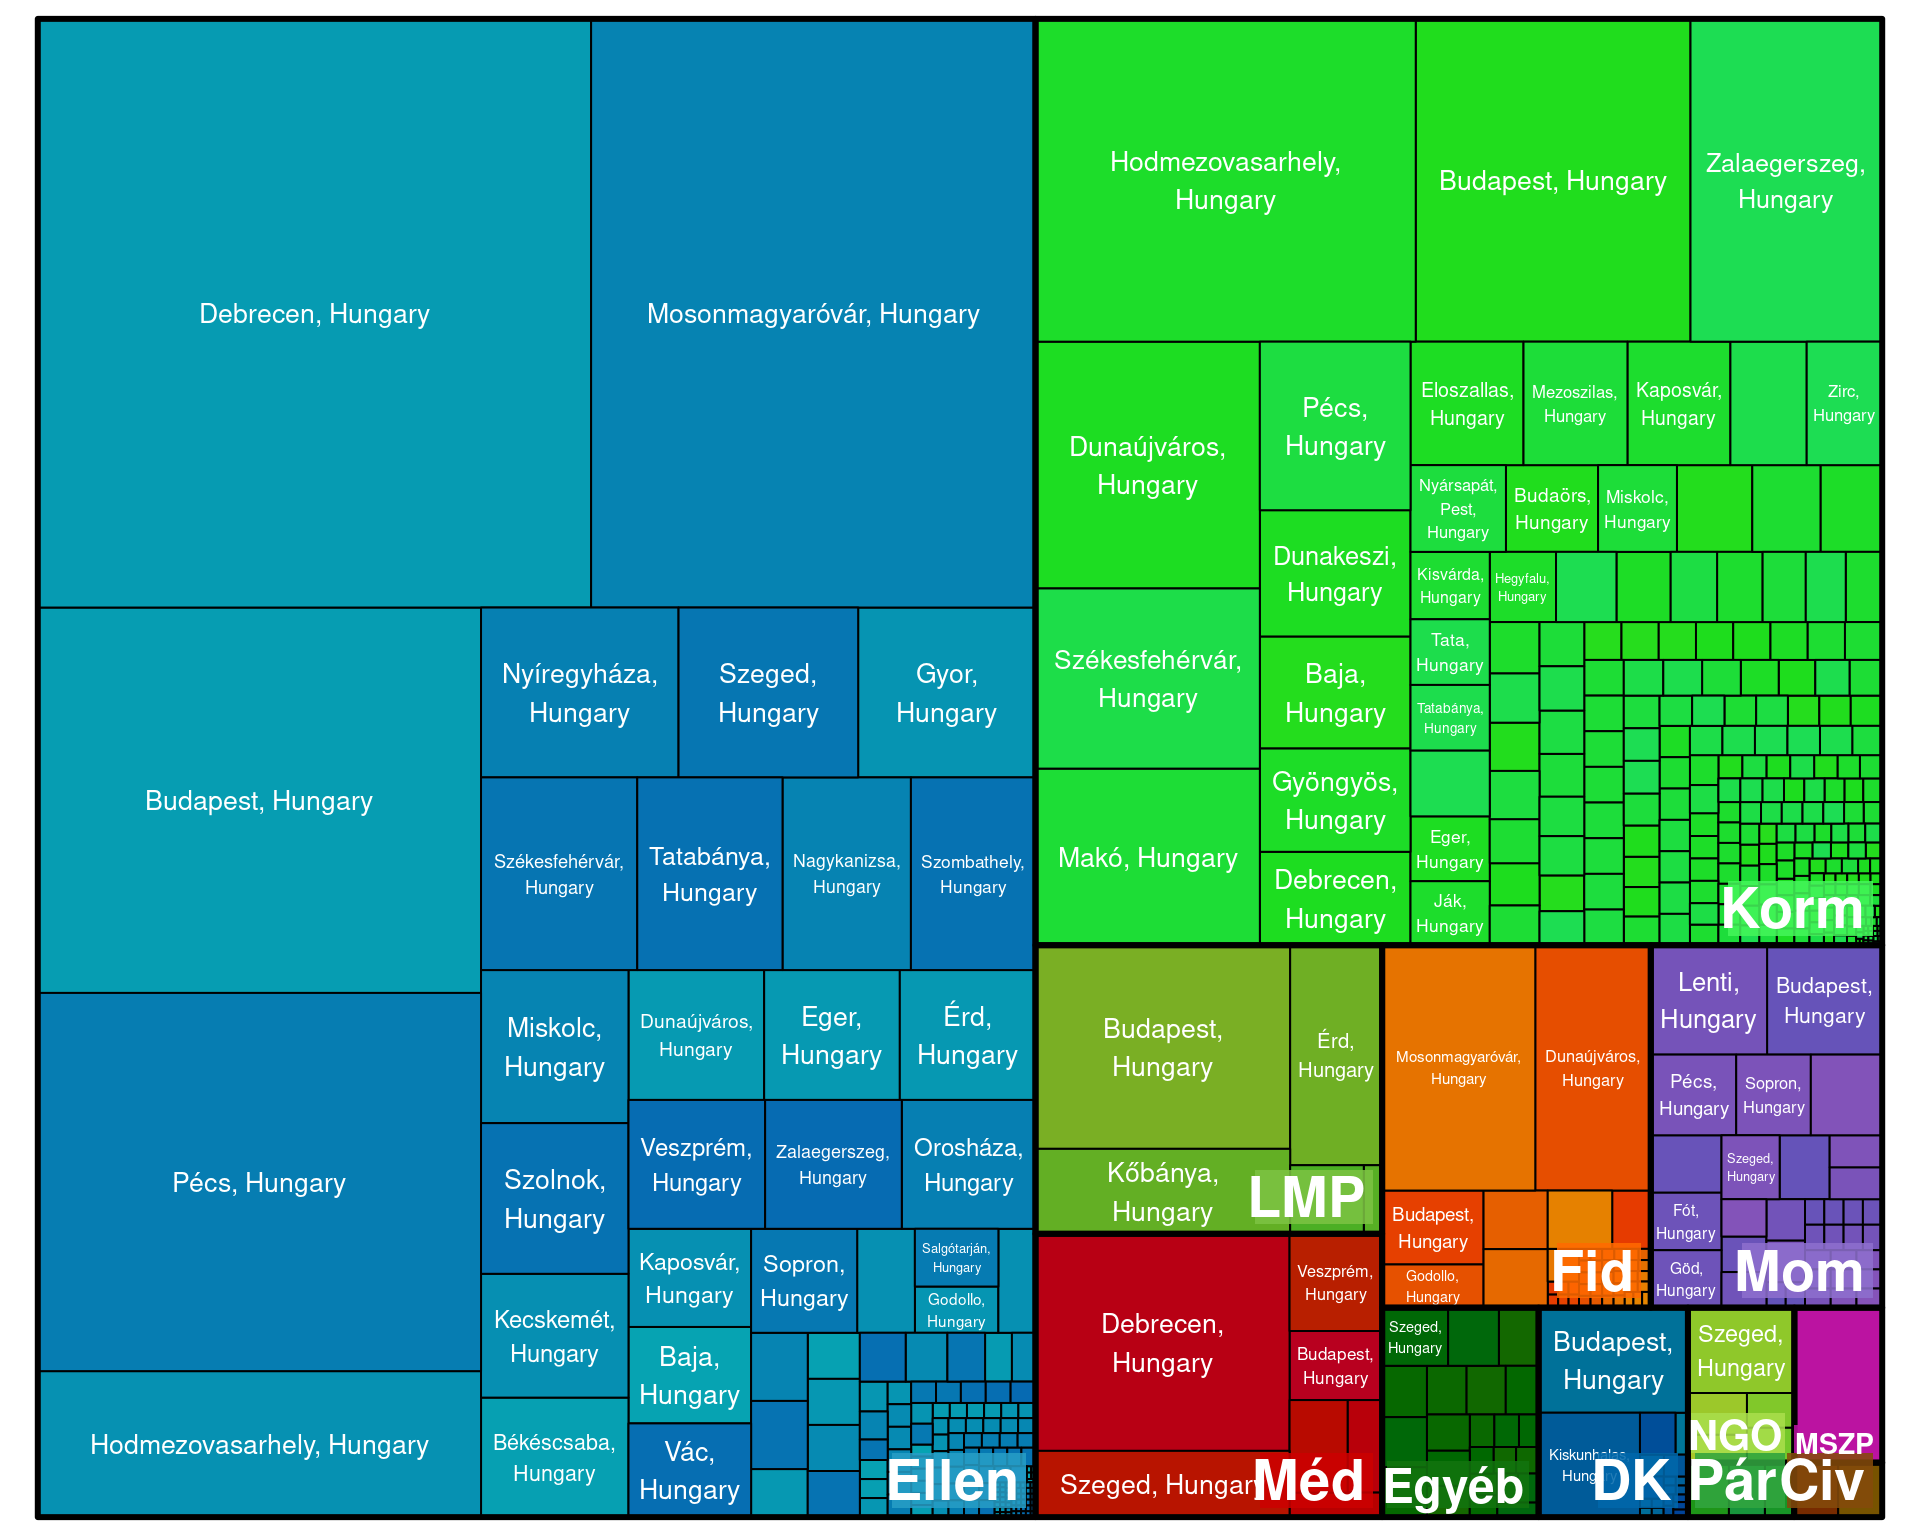 Debrecen, Hungary
Mosonmagyaróvár, Hungary
Budapest, Hungary
Pécs, Hungary
Hodmezovasarhely, Hungary
Nyíregyháza,
Hungary
Szeged,
Hungary
Gyor,
Hungary
Székesfehérvár,
Hungary
Tatabánya,
Hungary
Nagykanizsa,
Hungary
Szombathely,
Hungary
Miskolc,
Hungary
Dunaújváros,
Hungary
Eger,
Hungary
Érd,
Hungary
Szolnok,
Hungary
Veszprém,
Hungary
Zalaegerszeg,
Hungary
Orosháza,
Hungary
Kecskemét,
Hungary
Kaposvár,
Hungary
Sopron,
Hungary
Salgótarján,
Hungary
Godollo,
Hungary
Baja,
Hungary
Békéscsaba,
Hungary
Vác,
Hungary
Ellen
Hodmezovasarhely,
Hungary
Budapest, Hungary
Zalaegerszeg,
Hungary
Dunaújváros,
Hungary
Székesfehérvár,
Hungary
Makó, Hungary
Pécs,
Hungary
Dunakeszi,
Hungary
Baja,
Hungary
Gyöngyös,
Hungary
Debrecen,
Hungary
Eloszallas,
Hungary
Mezoszilas,
Hungary
Kaposvár,
Hungary
Zirc,
Hungary
Nyársapát,
Pest,
Hungary
Budaörs,
Hungary
Miskolc,
Hungary
Kisvárda,
Hungary
Hegyfalu,
Hungary
Tata,
Hungary
Tatabánya,
Hungary
Eger,
Hungary
Ják,
Hungary
Korm
Budapest,
Hungary
Érd,
Hungary
Kőbánya,
Hungary
LMP
Debrecen,
Hungary
Veszprém,
Hungary
Budapest,
Hungary
Szeged, Hungary
Méd
Mosonmagyaróvár,
Hungary
Dunaújváros,
Hungary
Budapest,
Hungary
Godollo,
Hungary
Fid
Lenti,
Hungary
Budapest,
Hungary
Pécs,
Hungary
Sopron,
Hungary
Szeged,
Hungary
Fót,
Hungary
Göd,
Hungary
Mom
Szeged,
Hungary
Egyéb
Budapest,
Hungary
Kiskunhalas,
Hungary
DK
Szeged,
Hungary
NGO
MSZP
Pár
Civ